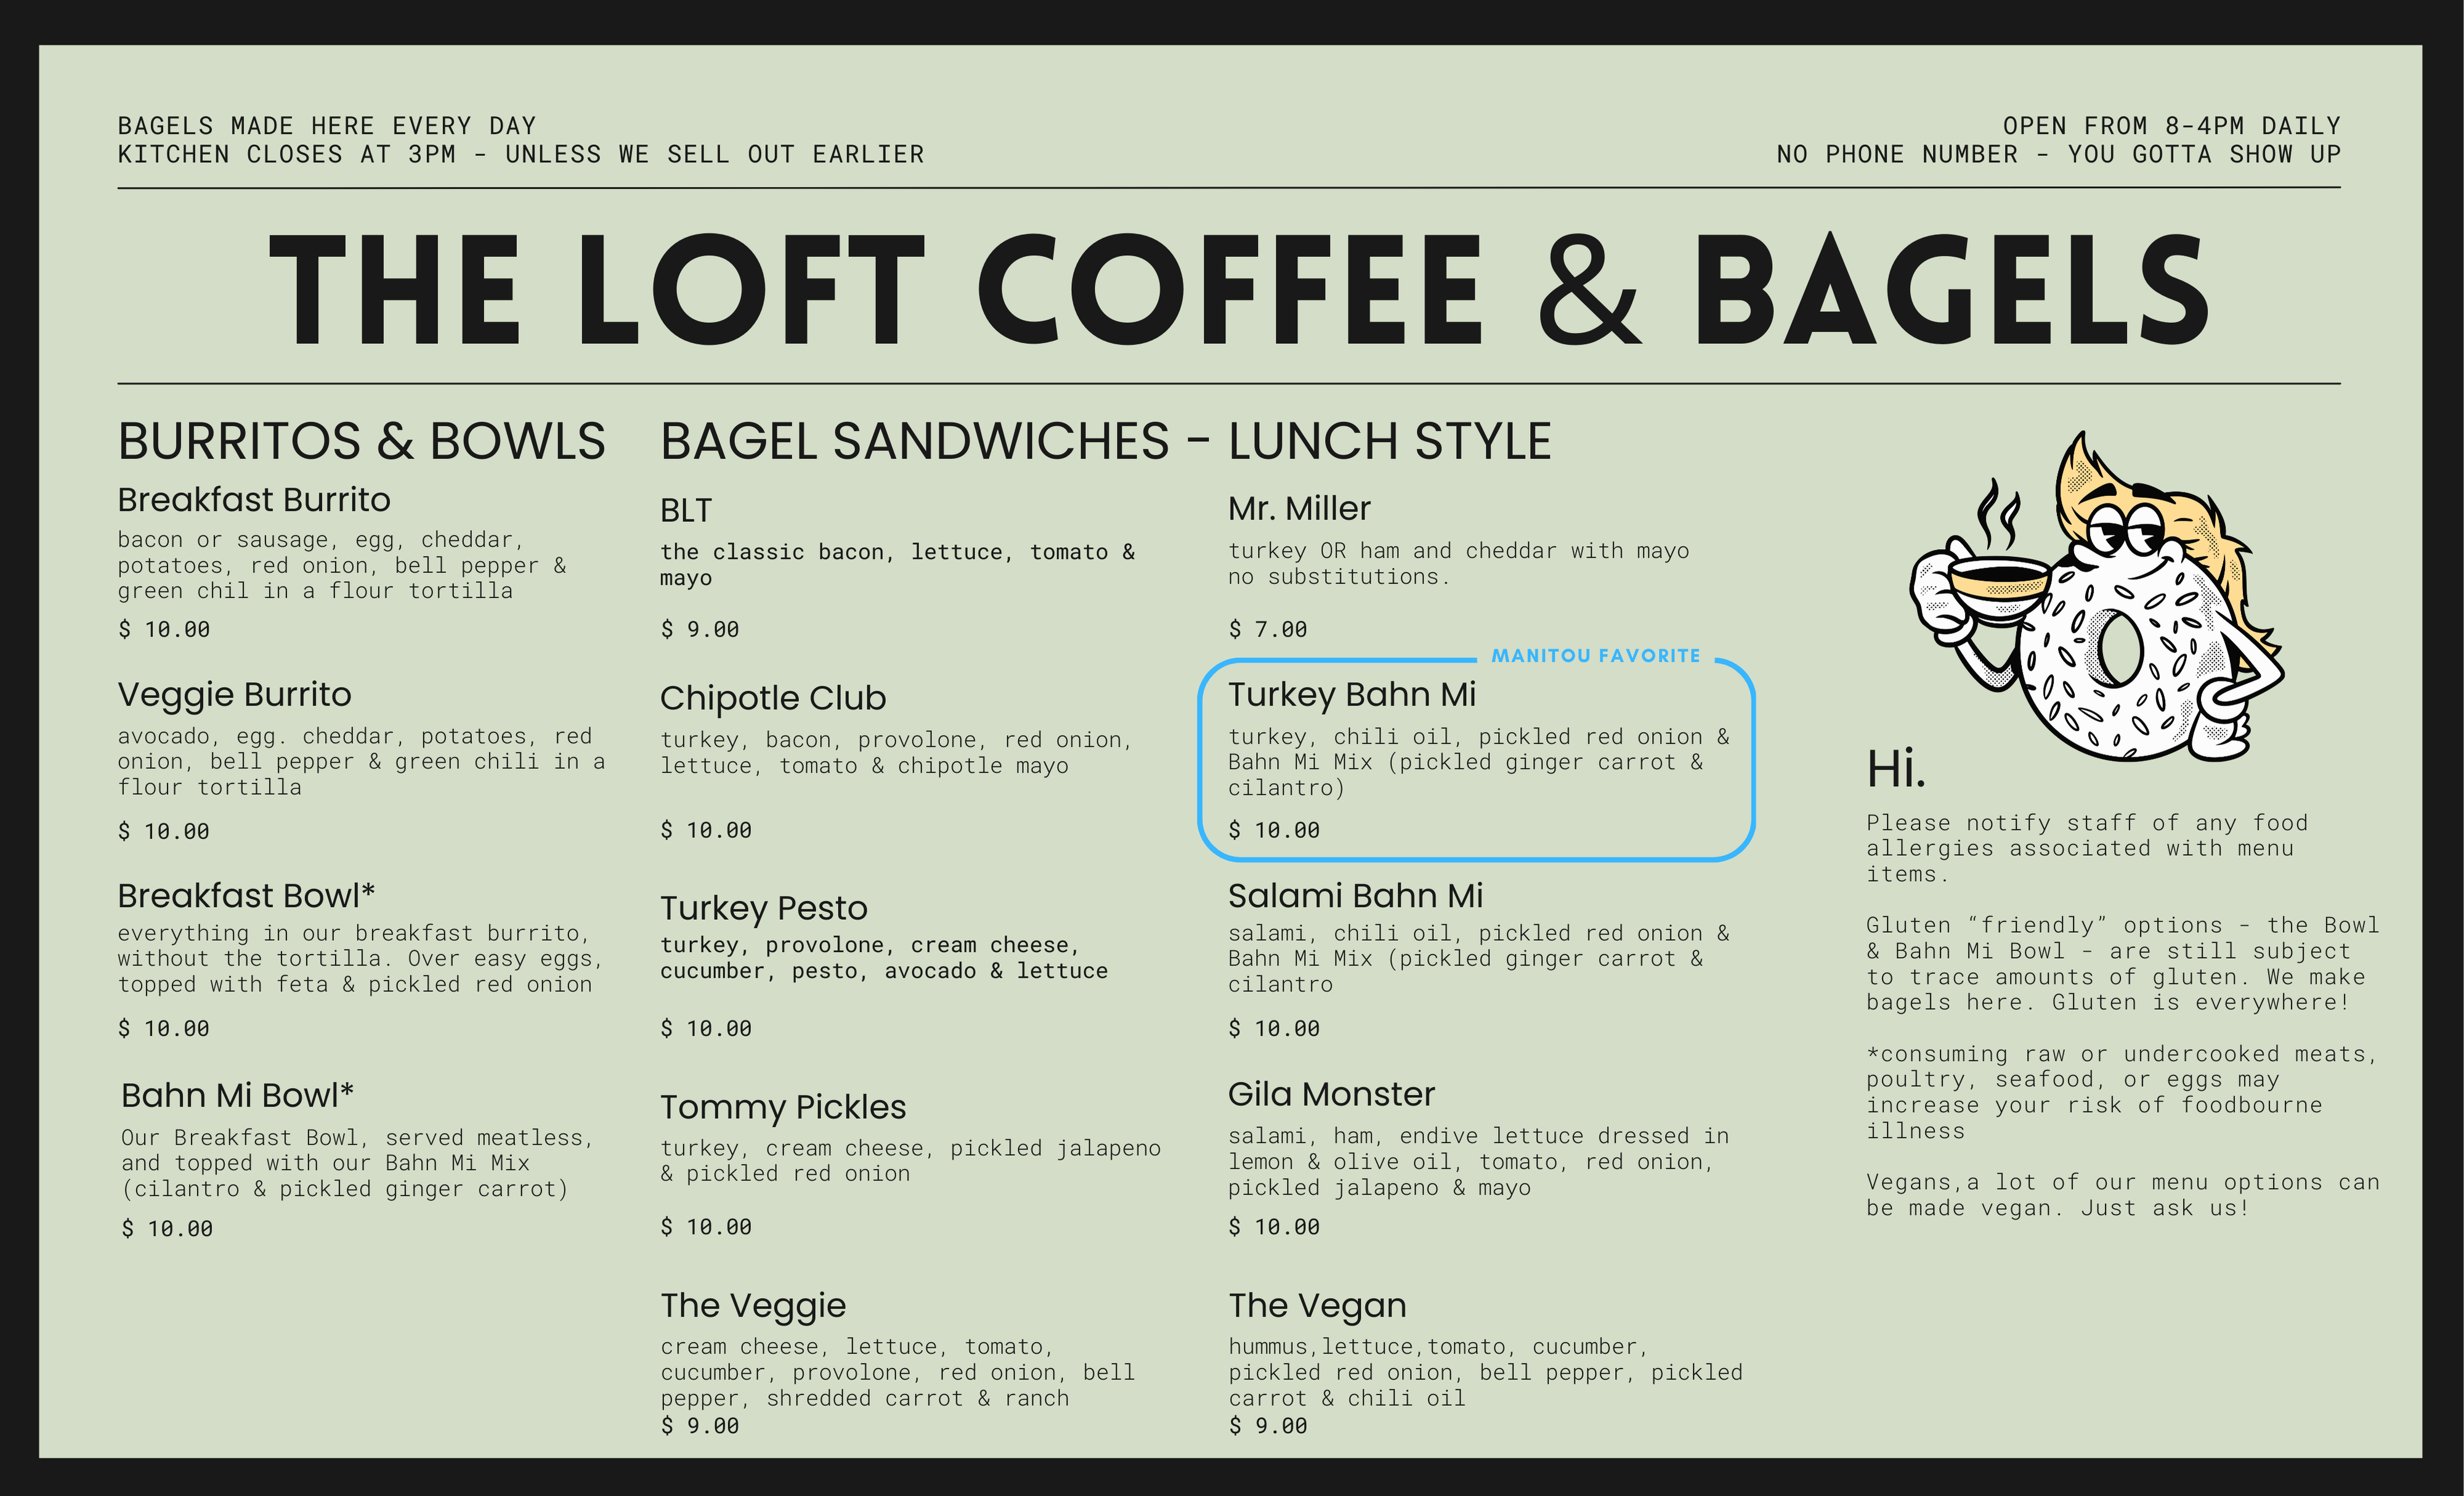 BAGELS MADE HERE EVERY DAY
KITCHEN CLOSES AT 3PM - UNLESS WE SELL OUT EARLIER
OPEN FROM 8-4PM DAILY
NO PHONE NUMBER - YOU GOTTA SHOW UP
THE LOFT COFFEE & BAGELS
BURRITOS & BOWLS
Breakfast Burrito
bacon or sausage, egg, cheddar,
potatoes, red onion, bell pepper &
green chil in a flour tortilla
$ 10.00
Veggie Burrito
avocado, egg. cheddar, potatoes, red
onion, bell pepper & green chili in a
flour tortilla
$ 10.00
Breakfast Bowl*
everything in our breakfast burrito,
without the tortilla. Over easy eggs,
topped with feta & pickled red onion
$ 10.00
Bahn Mi Bowl*
Our Breakfast Bowl, served meatless,
and topped with our Bahn Mi Mix
(cilantro & pickled ginger carrot)
$ 10.00
BAGEL SANDWICHES - LUNCH STYLE
BLT
the classic bacon, lettuce, tomato &
mayo
$ 9.00
Chipotle Club
turkey, bacon, provolone, red onion,
lettuce, tomato & chipotle mayo
$ 10.00
Turkey Pesto
turkey, provolone, cream cheese,
cucumber, pesto, avocado & lettuce
$ 10.00
Tommy Pickles
turkey, cream cheese, pickled jalapeno
& pickled red onion
$ 10.00
The Veggie
cream cheese, lettuce, tomato,
cucumber, provolone, red onion, bell
pepper, shredded carrot & ranch
$ 9.00
Mr. Miller
turkey OR ham and cheddar with mayo
no substitutions.
$ 7.00
MANITOU FAVORITE
Turkey Bahn Mi
turkey, chili oil, pickled red onion &
Bahn Mi Mix (pickled ginger carrot &
cilantro)
$ 10.00
Salami Bahn Mi
salami, chili oil, pickled red onion &
Bahn Mi Mix (pickled ginger carrot &
cilantro
$ 10.00
Gila Monster
salami, ham, endive lettuce dressed in
lemon & olive oil, tomato, red onion,
pickled jalapeno & mayo
$ 10.00
The Vegan
hummus,lettuce,tomato, cucumber,
pickled red onion, bell pepper, pickled
carrot & chili oil
$ 9.00
Hi.
Please notify staff of any food
allergies associated with menu
items.
Gluten “friendly” options - the Bowl
& Bahn Mi Bowl - are still subject
to trace amounts of gluten. We make
bagels here. Gluten is everywhere!
*consuming raw or undercooked meats,
poultry, seafood, or eggs may
increase your risk of foodbourne
illness
Vegans,a lot of our menu options can
be made vegan. Just ask us!